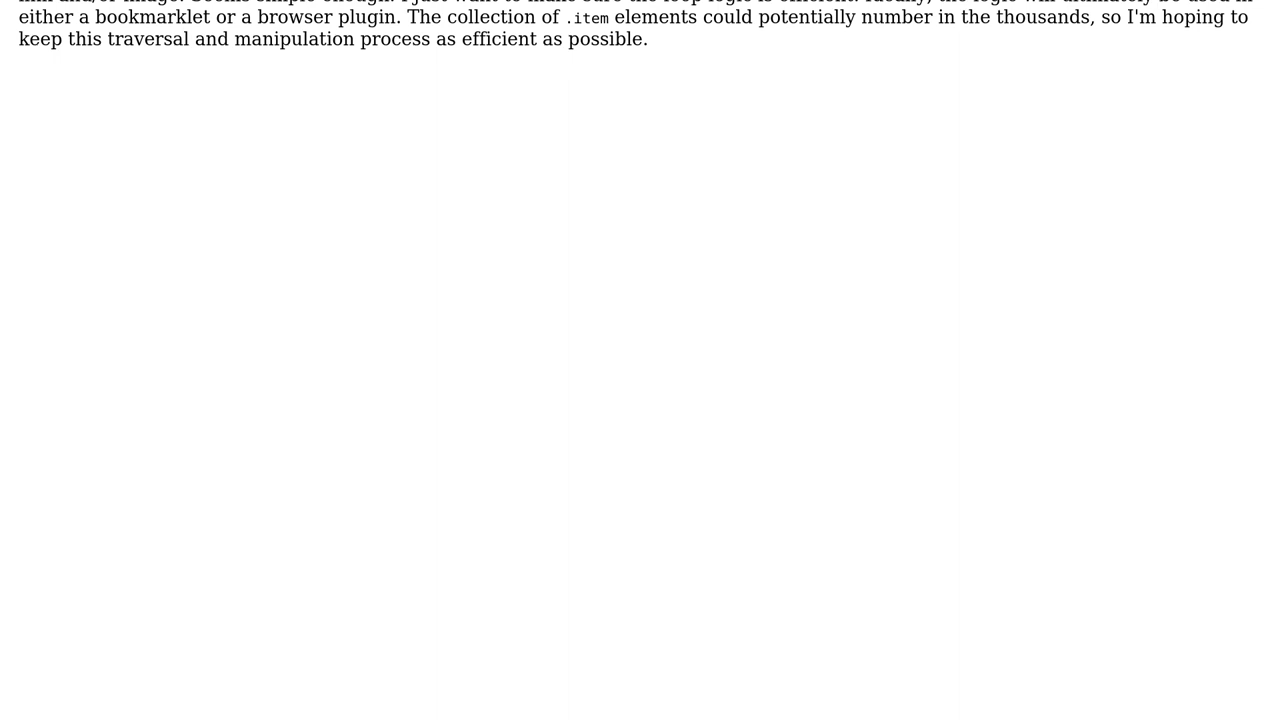 either a bookmarklet or a browser plugin. The collection of .item elements could potentially number in the thousands, so I'm hoping to
keep this traversal and manipulation process as efficient as possible.